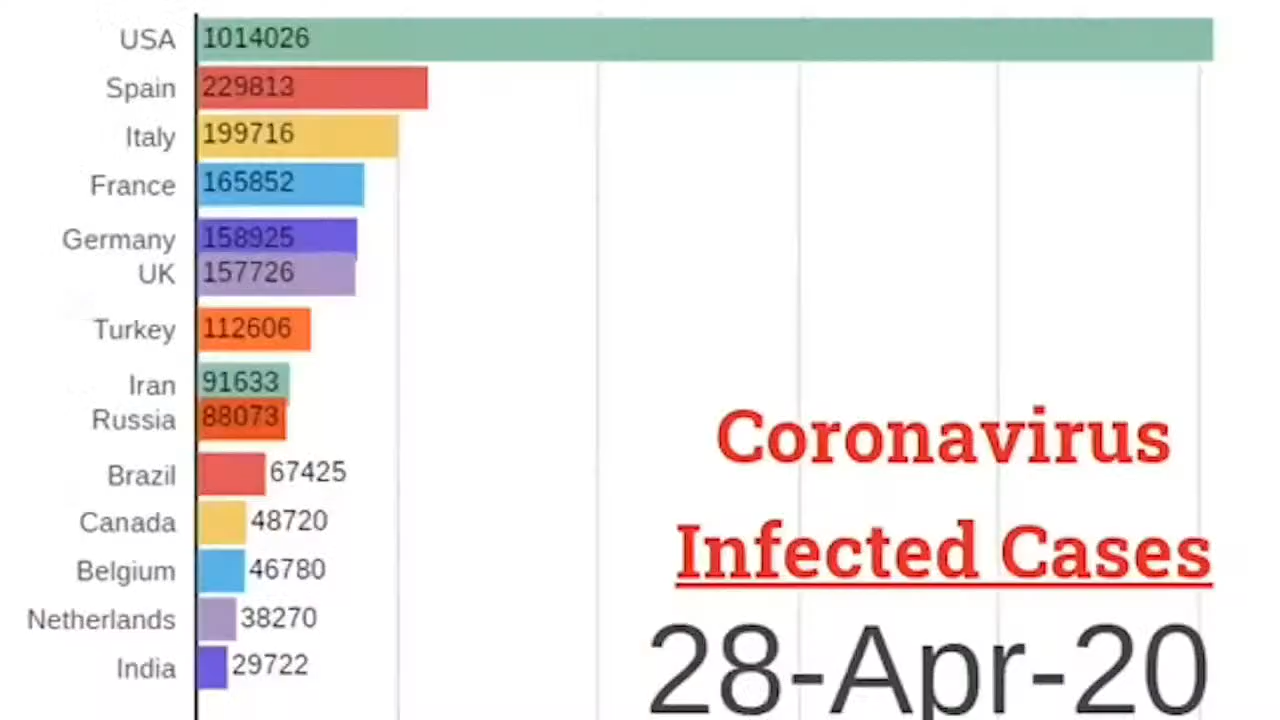 USA 1014026
Spain 229813
Italy 199716
France 165852
Germany 158925
UK 157726
Turkey 112606
Iran 91633
Russia 88073
Brazil 67425
Canada 48720
Belgium 46780
Netherlands 38270
India 29722
Coronavirus
Infected Cases
28-Apr-20